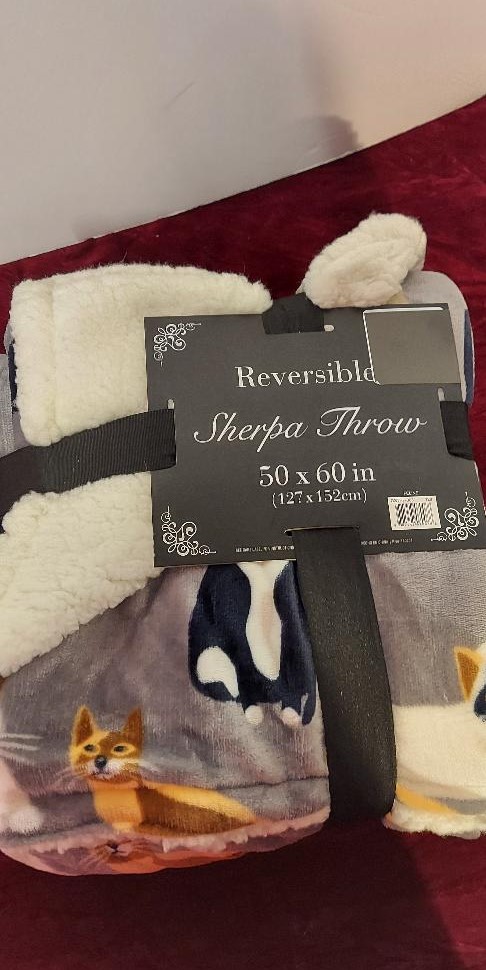 Reversible
Sherpa Throw
50 x 60 in
(127 x 152cm)